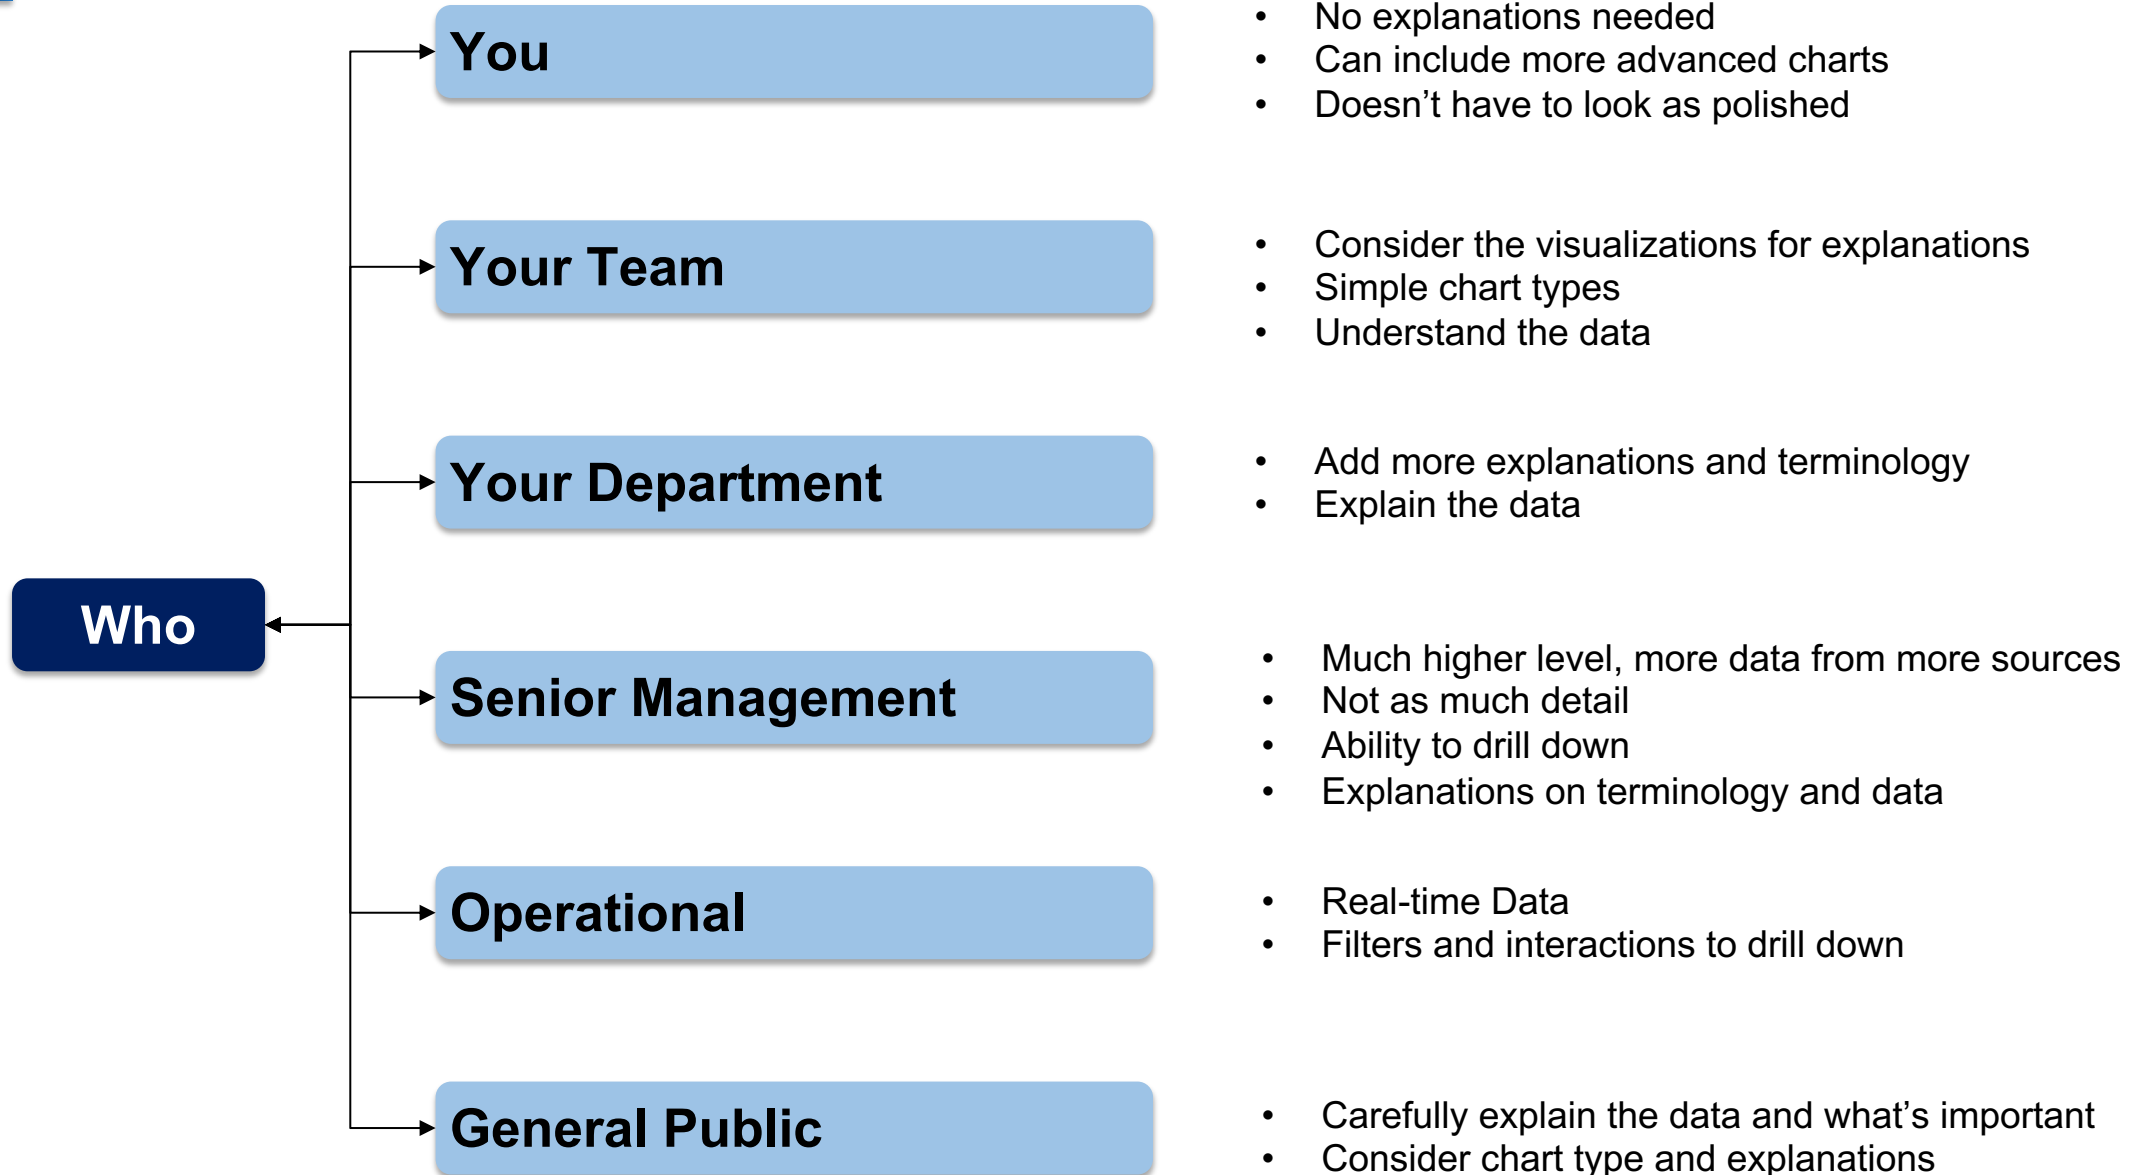 You
• No explanations needed
• Can include more advanced charts
• Doesn’t have to look as polished
Your Team
• Consider the visualizations for explanations
• Simple chart types
• Understand the data
Your Department
• Add more explanations and terminology
• Explain the data
Who
Senior Management
• Much higher level, more data from more sources
• Not as much detail
• Ability to drill down
• Explanations on terminology and data
Operational
• Real-time Data
• Filters and interactions to drill down
General Public
• Carefully explain the data and what’s important
• Consider chart type and explanations